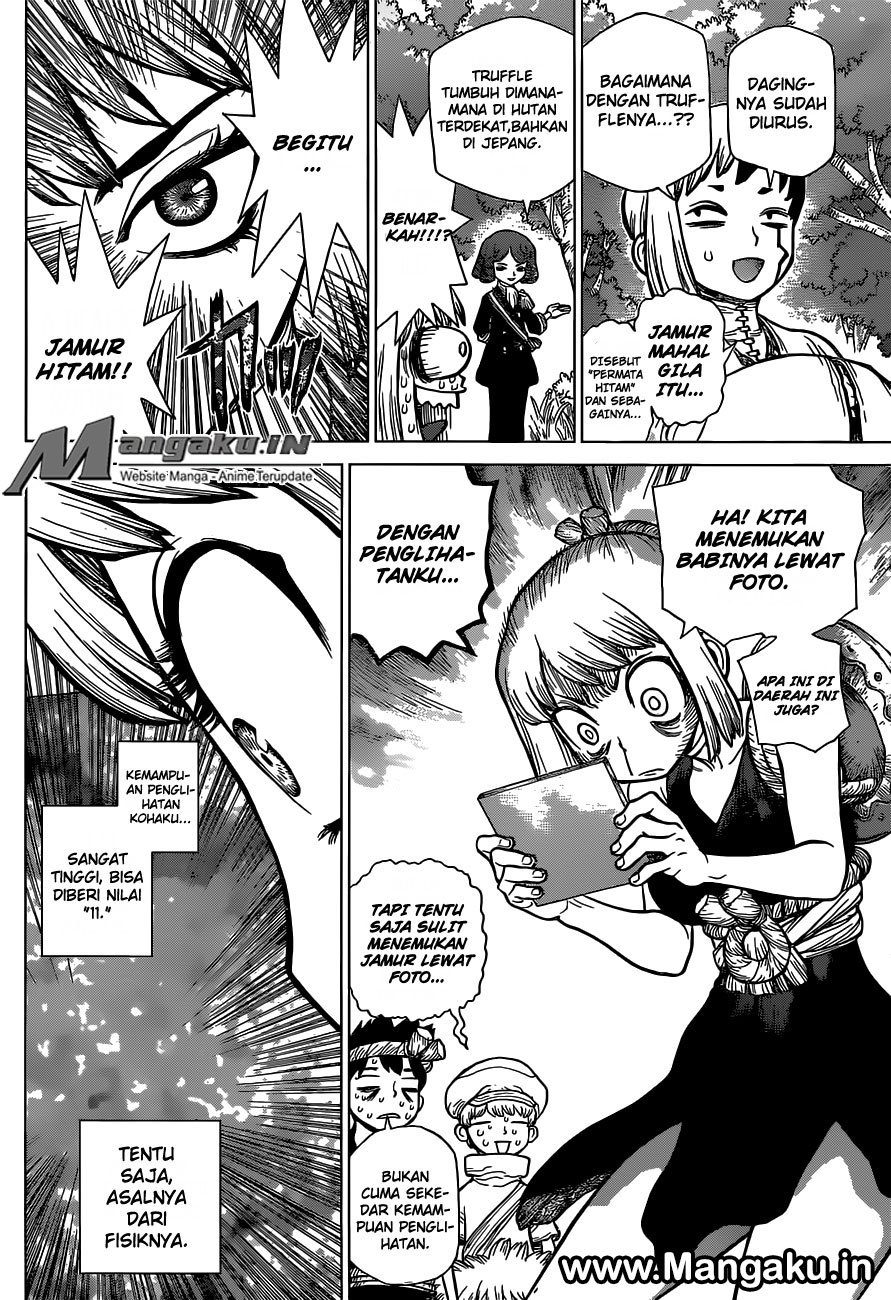 DAGING-
NYA SUDAH
DIURUS.
BAGAIMANA
DENGAN TRUF-
FLENYA...??
JAMUR
MAHAL
GILA
ITU...
DISEBUT
"PERMATA
HITAM"
DAN SEBA-
GAINYA...
TRUFFLE
TUMBUH DIMANA-
MANA DI HUTAN
TERDEKAT,BAHKAN
DI JEPANG.
BENAR-
KAH!!!?
BEGITU
...
JAMUR
HITAM!!
Mangaku.iN
Website Manga - Anime Terupdate
HA! KITA
MENEMUKAN
BABINYA LEWAT
FOTO.
APA INI DI
DAERAH INI
JUGA?
DENGAN
PENGLIHA-
TANKU...
TAPI TENTU
SAJA SULIT
MENEMUKAN
JAMUR LEWAT
FOTO...
BUKAN
CUMA SEKE-
DAR KEMAM-
PUAN PENGLI-
HATAN.
KEMAMPU-
AN PENGLI-
HATAN
KOHAKU...
SANGAT
TINGGI, BISA
DIBERI NILAI
"11."
TENTU
SAJA,
ASALNYA
DARI
FISIKNYA.
www.Mangaku.in